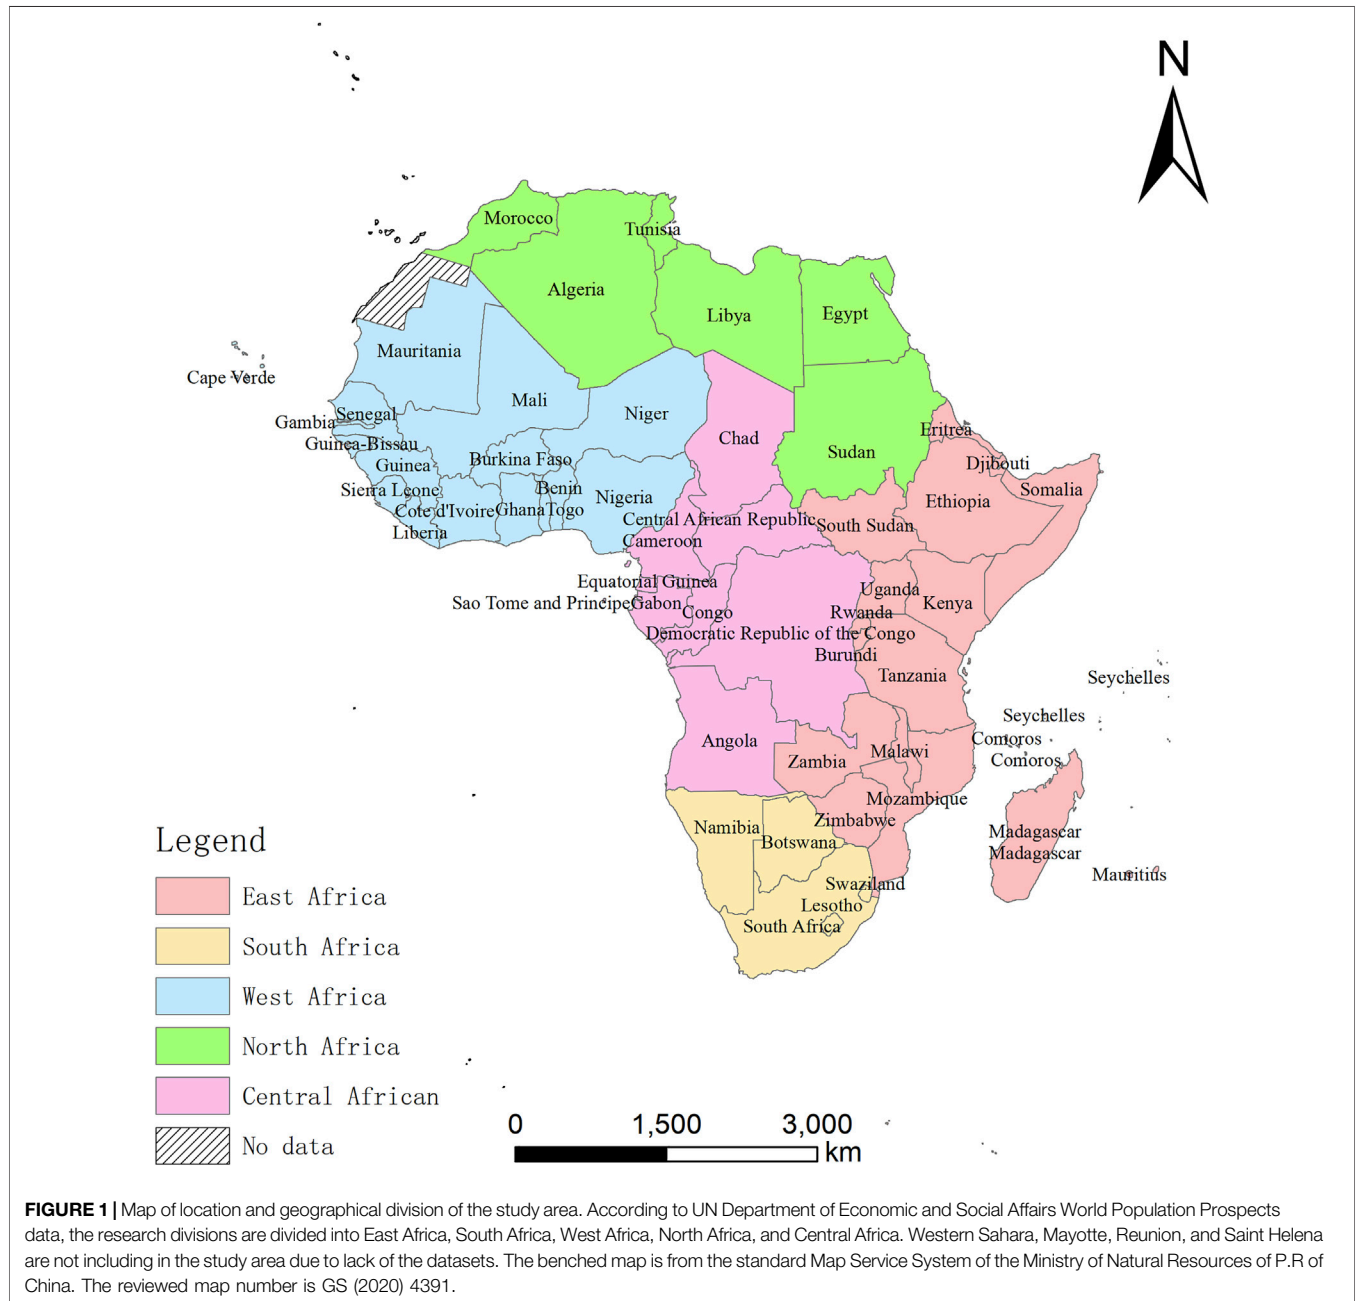 N
Morocco
Tunisia
Algeria
Libya
Egypt
Mauritania
Cape Verde
Mali
Niger
Senegal
Gambia
Chad
Eritrea
Guinea-Bissau
Sudan
Burkina Faso
Guinea
Djibouti
Sierra Leone
Benin
Nigeria
Somalia
Ethiopia
Cote d'Ivoire
Ghana
Togo
Central African Republic
South Sudan
Liberia
Cameroon
Equatorial Guinea
Uganda
Sao Tome and Principe
Gabon
Congo
Rwanda
Kenya
Democratic Republic of the Congo
Burundi
Tanzania
Seychelles
Seychelles
Comoros
Angola
Malawi
Zambia
Comoros
Mozambique
Zimbabwe
Namibia
Botswana
Madagascar
Madagascar
Mauritius
Swaziland
Lesotho
South Africa
Legend
East Africa
South Africa
West Africa
North Africa
Central African
No data
0 1,500 3,000
km
FIGURE 1 | Map of location and geographical division of the study area. According to UN Department of Economic and Social Affairs World Population Prospects
data, the research divisions are divided into East Africa, South Africa, West Africa, North Africa, and Central Africa. Western Sahara, Mayotte, Reunion, and Saint Helena
are not including in the study area due to lack of the datasets. The benched map is from the standard Map Service System of the Ministry of Natural Resources of P.R of
China. The reviewed map number is GS (2020) 4391.